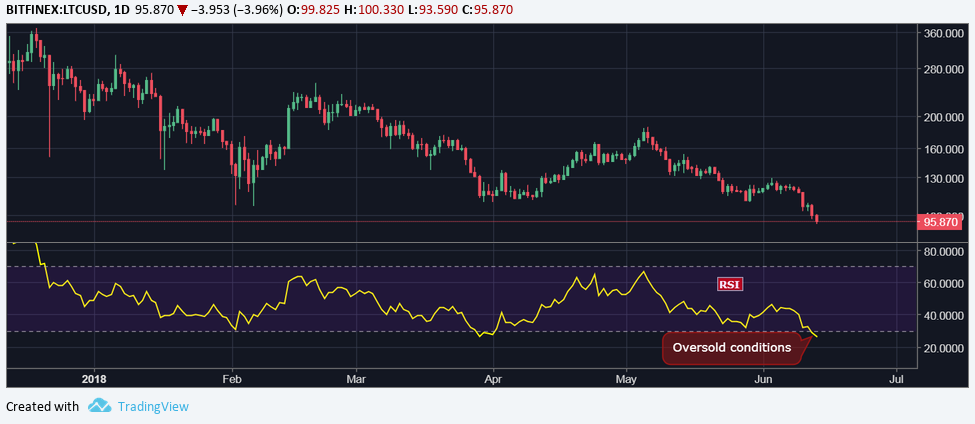 BITFINEX:LTCUSD, 1D 95.870 ▼ −3.953 (−3.96%) O:99.825 H:100.330 L:93.590 C:95.870
360.000
280.000
200.000
160.000
130.000
95.870
80.0000
RSI
60.0000
40.0000
Oversold conditions
20.0000
2018 Feb Mar Apr May Jun Jul
Created with TradingView